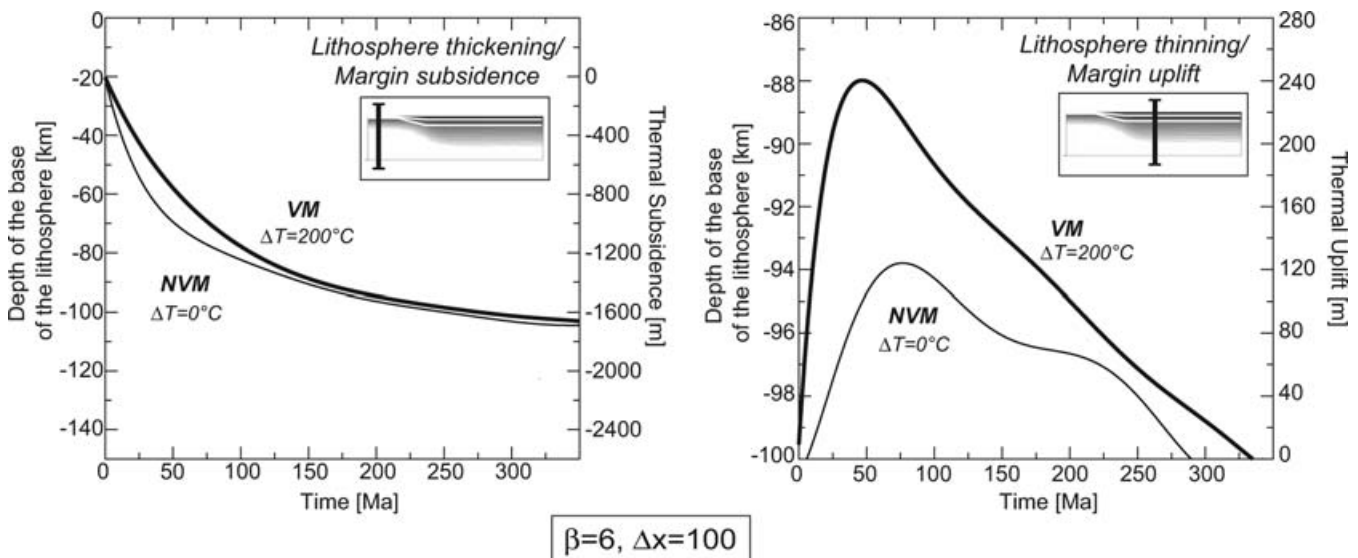 Lithosphere thickening/
Margin subsidence
Depth of the base
of the lithosphere [km]
0
-20
-40
-60
-80
-100
-120
-140
VM
ΔT=200°C
NVM
ΔT=0°C
0
-300
-600
-900
-1200
-1600
-2000
-2400
Thermal Subsidence [m]
0 50 100 150 200 250 300
Time [Ma]
Lithosphere thinning/
Margin uplift
Depth of the base
of the lithosphere [km]
-86
-88
-90
-92
-94
-96
-98
-100
VM
ΔT=200°C
NVM
ΔT=0°C
280
240
200
160
120
80
40
0
Thermal Uplift [m]
0 50 100 150 200 250 300
Time [Ma]
β=6, Δx=100